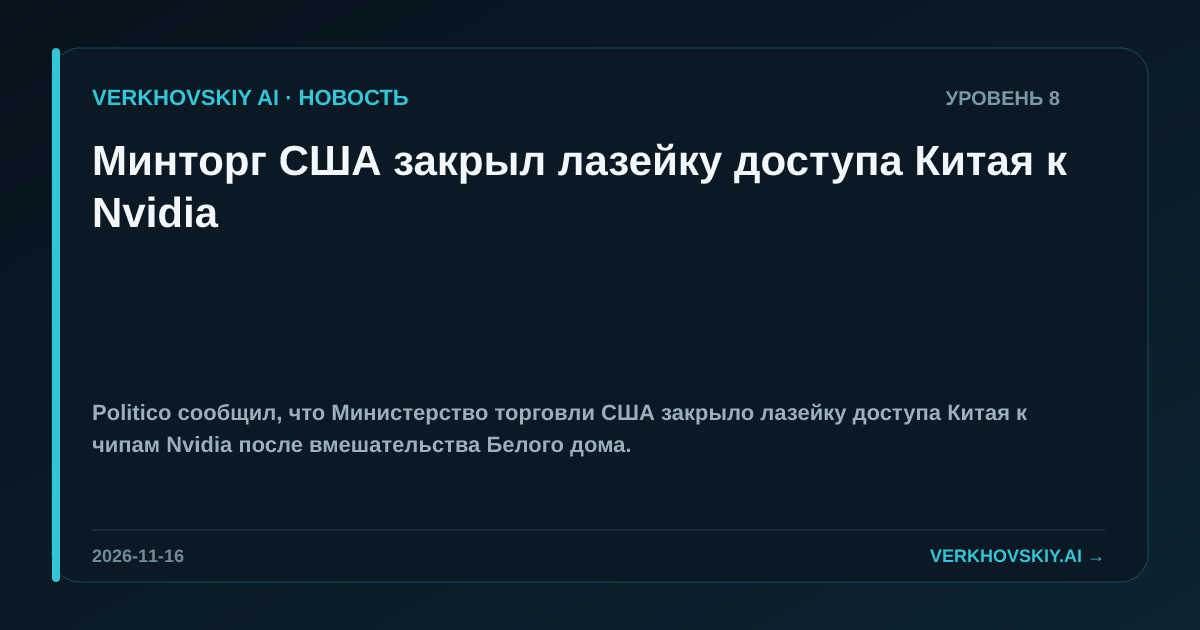 VERKHOVSKIY AI · НОВОСТЬ
УРОВЕНЬ 8
Минторг США закрыл лазейку доступа Китая к
Nvidia
Politico сообщил, что Министерство торговли США закрыло лазейку доступа Китая к
чипам Nvidia после вмешательства Белого дома.
2026-11-16
VERKHOVSKIY.AI →